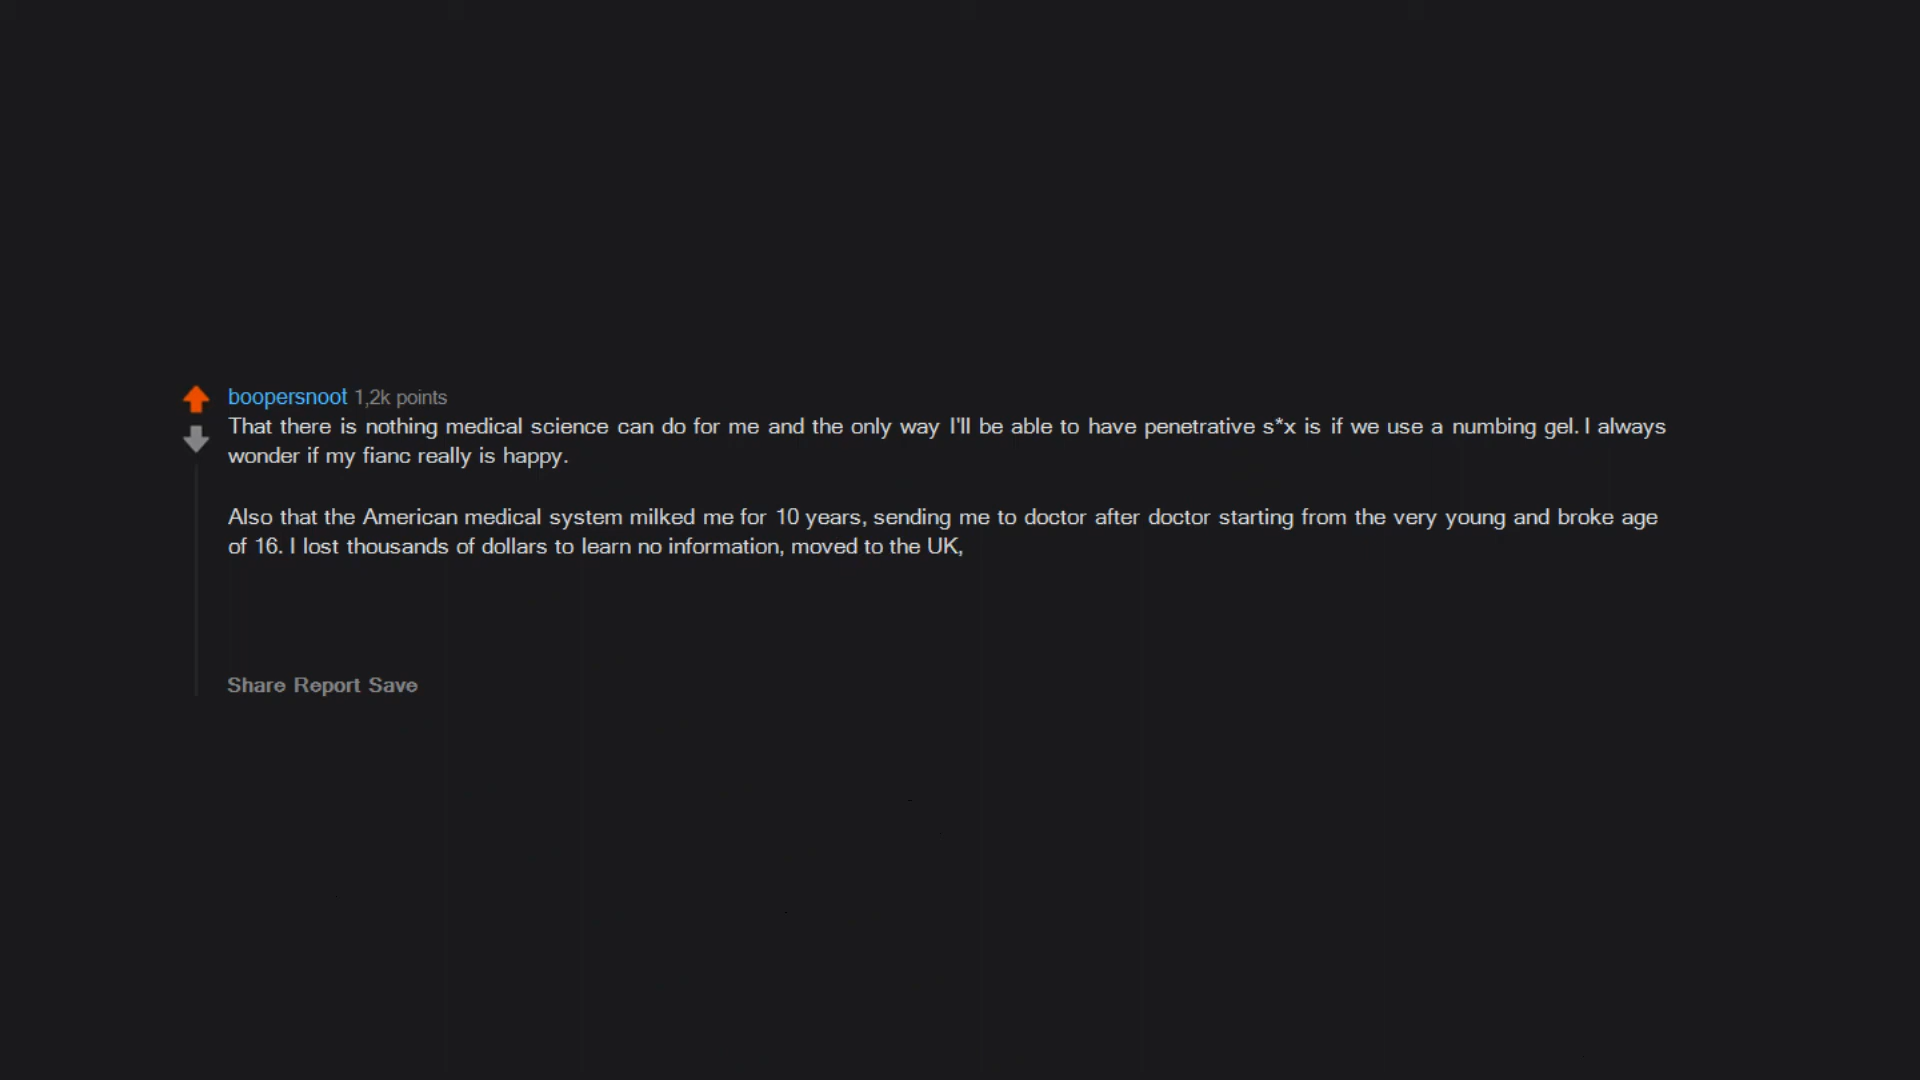 boopersnoot 1,2k points
That there is nothing medical science can do for me and the only way I'll be able to have penetrative s*x is if we use a numbing gel. I always
wonder if my fianc really is happy.
Also that the American medical system milked me for 10 years, sending me to doctor after doctor starting from the very young and broke age
of 16. I lost thousands of dollars to learn no information, moved to the UK,
Share Report Save